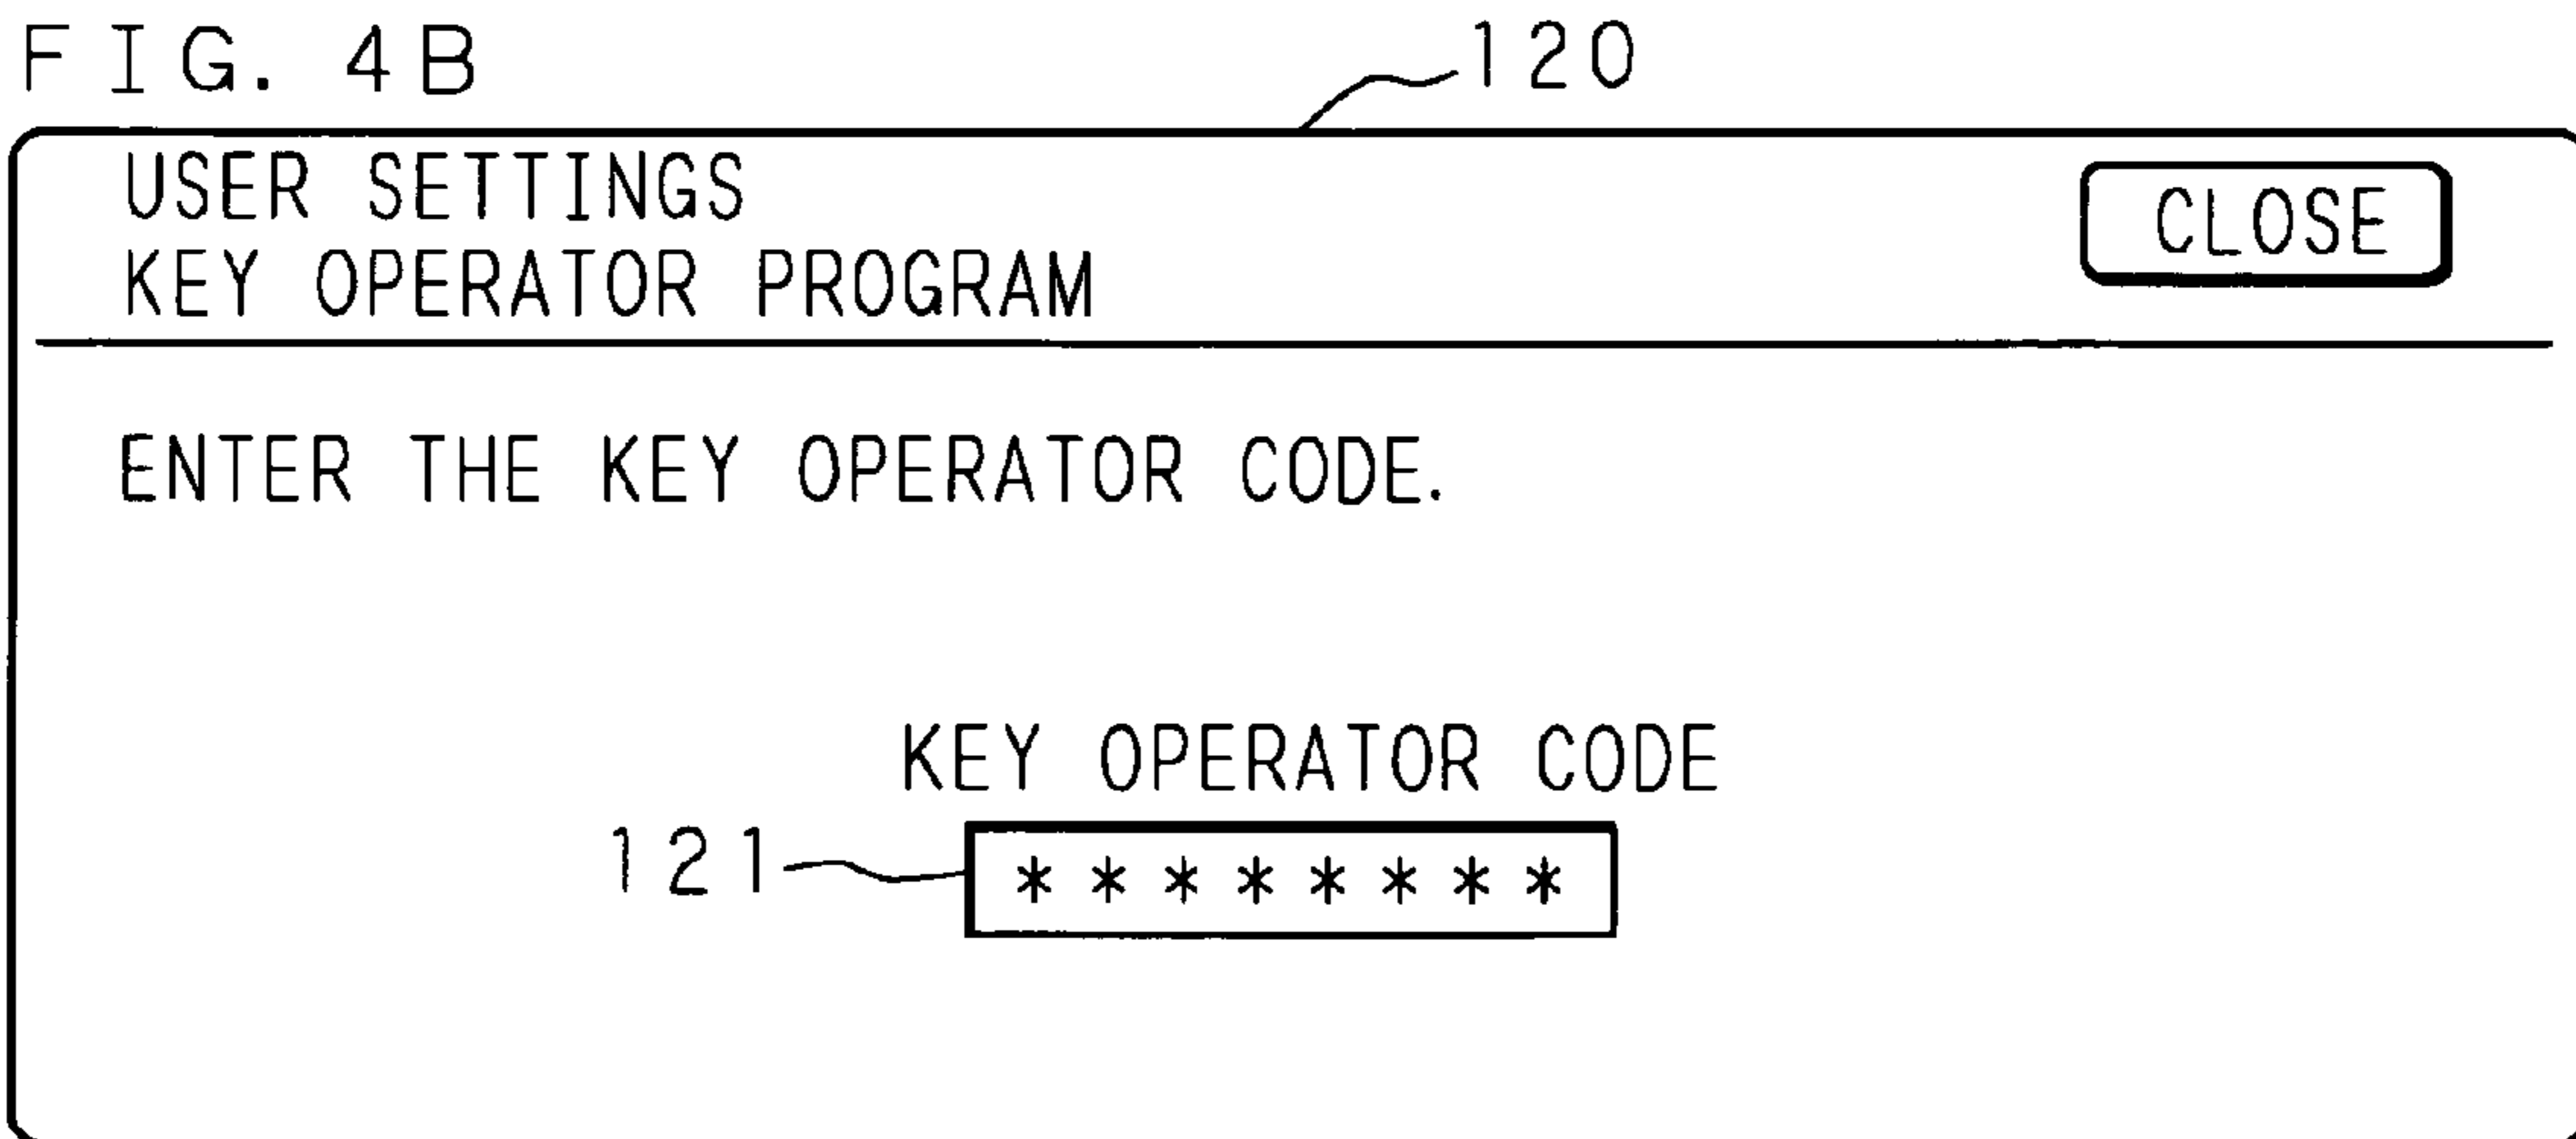 FIG. 4B
120
USER SETTINGS
CLOSE
KEY OPERATOR PROGRAM
ENTER THE KEY OPERATOR CODE.
KEY OPERATOR CODE
121
* * * * * * * *